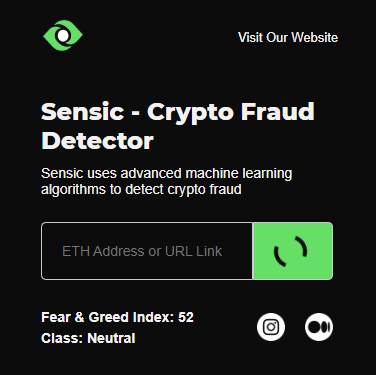 Visit Our Website
Sensic - Crypto Fraud
Detector
Sensic uses advanced machine learning
algorithms to detect crypto fraud
ETH Address or URL Link
Fear & Greed Index: 52
Class: Neutral